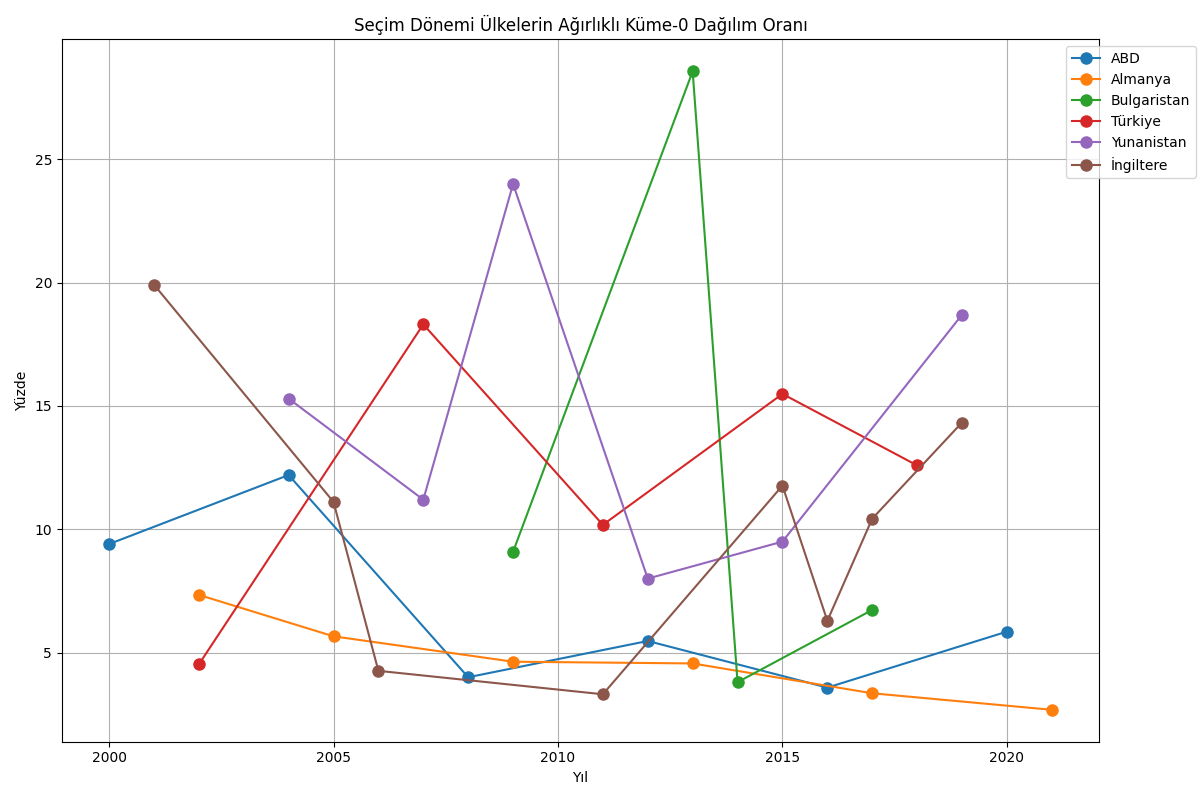 Seçim Dönemi Ülkelerin Ağırlıklı Küme-0 Dağılım Oranı
ABD
Almanya
Bulgaristan
Türkiye
Yunanistan
İngiltere
Yüzde
25
20
15
10
5
2000 2005 2010 2015 2020
Yıl